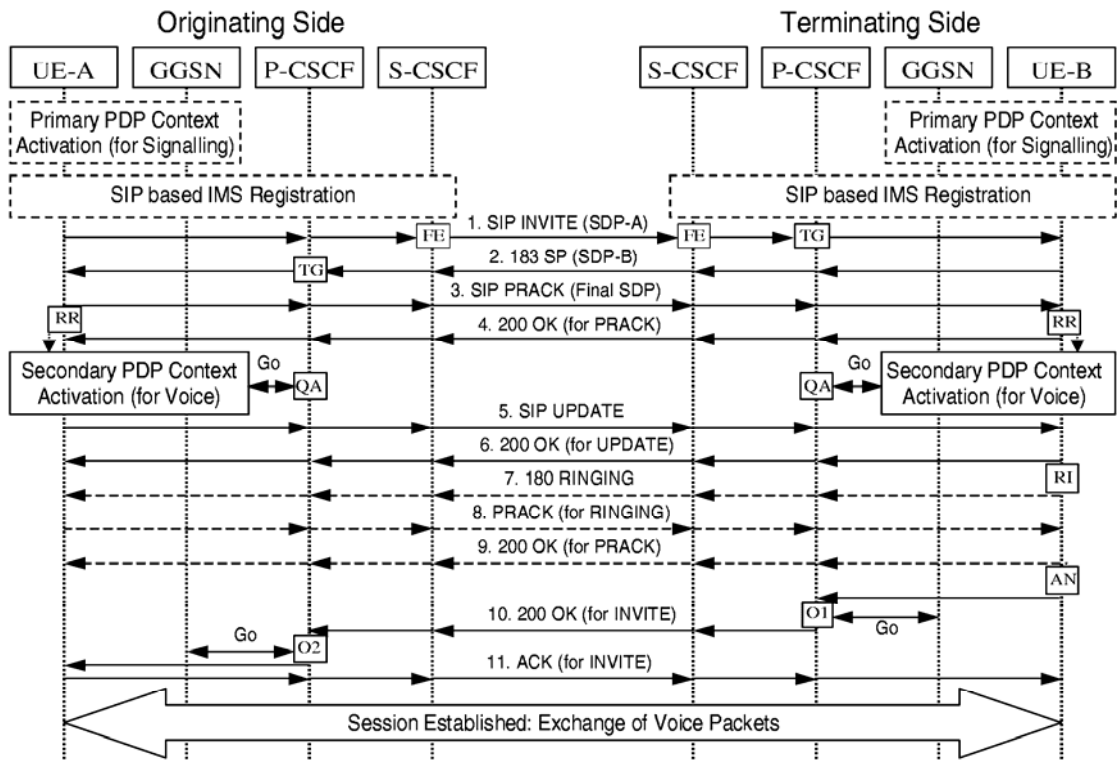 Originating Side
Terminating Side
UE-A
GGSN
P-CSCF
S-CSCF
S-CSCF
P-CSCF
GGSN
UE-B
Primary PDP Context
Activation (for Signalling)
Primary PDP Context
Activation (for Signalling)
SIP based IMS Registration
SIP based IMS Registration
1. SIP INVITE (SDP-A)
FE
FE
TG
2. 183 SP (SDP-B)
TG
3. SIP PRACK (Final SDP)
RR
RR
4. 200 OK (for PRACK)
Secondary PDP Context
Activation (for Voice)
Go
QA
QA
Go
Secondary PDP Context
Activation (for Voice)
5. SIP UPDATE
6. 200 OK (for UPDATE)
7. 180 RINGING
RI
8. PRACK (for RINGING)
9. 200 OK (for PRACK)
AN
10. 200 OK (for INVITE)
O1
Go
Go
O2
11. ACK (for INVITE)
Session Established: Exchange of Voice Packets